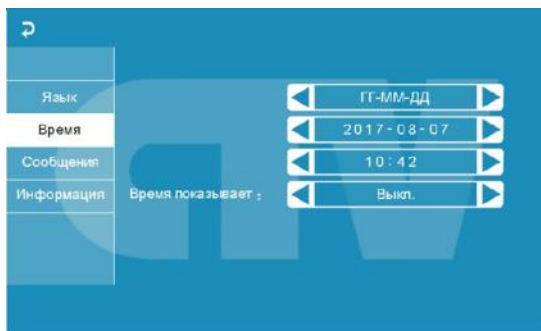 Язык
Время
Сообщения
Информация
ГГ-ММ-ДД
2017-08-07
10:42
Время показывает :
Выкл.